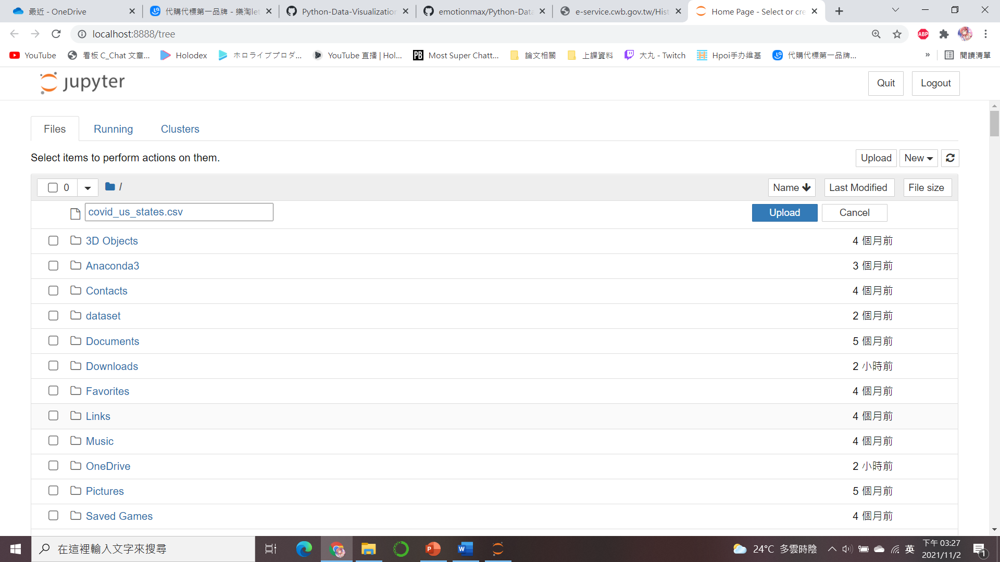 最近 - OneDrive
代購代標第一品牌 - 樂淘let
Python-Data-Visualization
emotionmax/Python-Data
e-service.cwb.gov.tw/Hist
Home Page - Select or cre
localhost:8888/tree
ABP
YouTube
看板 C_Chat 文章...
Holodex
ホロライブプロダ...
YouTube 直播 | Hol...
PB
Most Super Chatt...
論文相關
上課資料
大丸 - Twitch
Hpoi手办维基
代購代標第一品牌...
»
閱讀清單
jupyter
Quit
Logout
Files
Running
Clusters
Select items to perform actions on them.
Upload
New
0
/
Name
Last Modified
File size
covid_us_states.csv
Upload
Cancel
3D Objects
4 個月前
Anaconda3
3 個月前
Contacts
4 個月前
dataset
2 個月前
Documents
5 個月前
Downloads
2 小時前
Favorites
4 個月前
Links
4 個月前
Music
4 個月前
OneDrive
2 小時前
Pictures
5 個月前
Saved Games
4 個月前
在這裡輸入文字來搜尋
24°C 多雲時陰
英
下午 03:27
2021/11/2
1